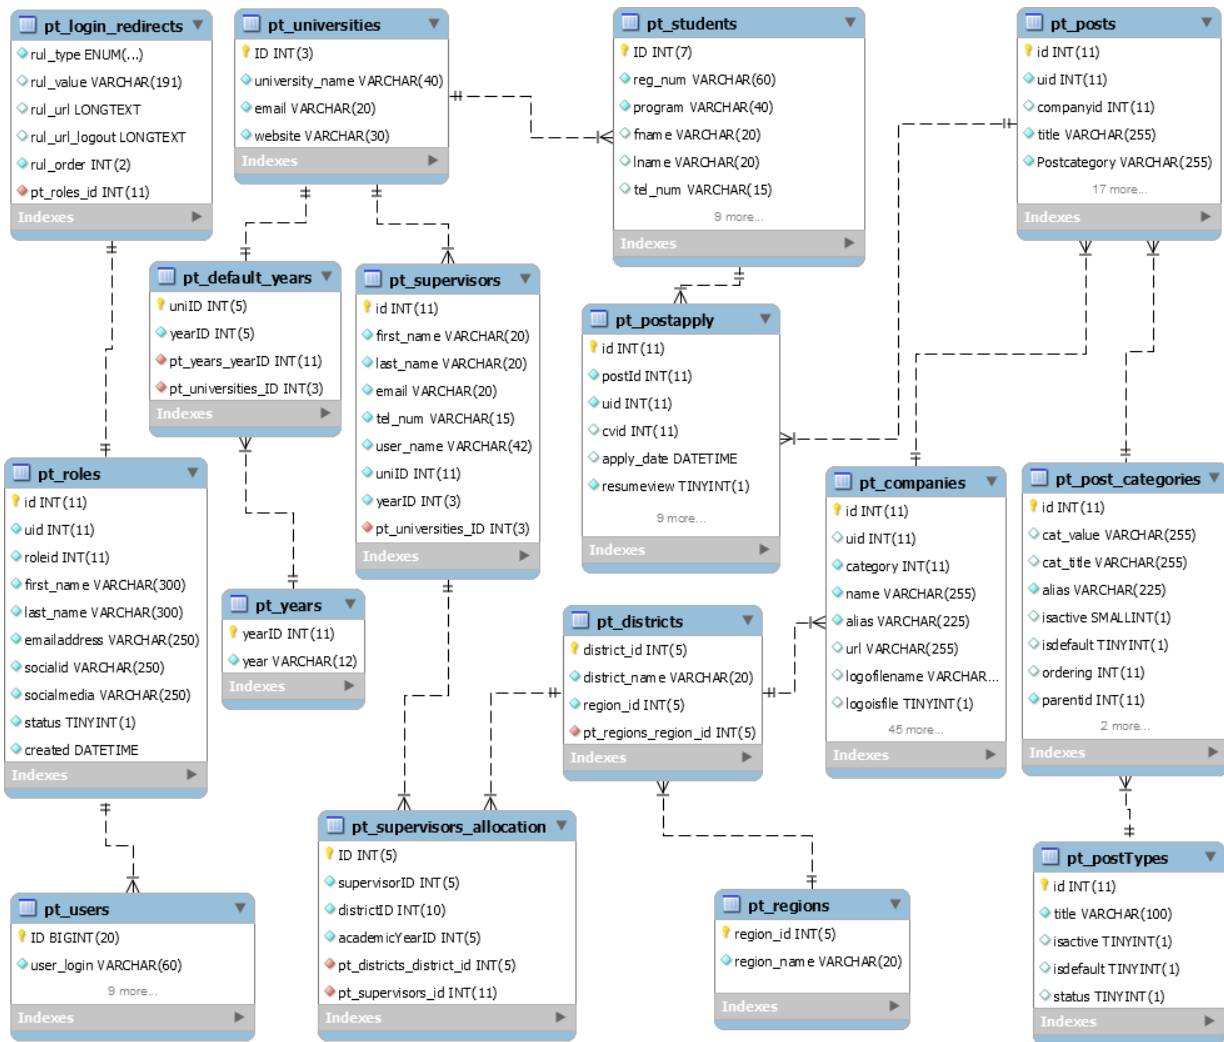 pt_login_redirects
rul_type ENUM(...)
rul_value VARCHAR(191)
rul_url LONGTEXT
rul_url_logout LONGTEXT
rul_order INT(2)
pt_roles_id INT(11)
Indexes
pt_universities
ID INT(3)
university_name VARCHAR(40)
email VARCHAR(20)
website VARCHAR(30)
Indexes
pt_students
ID INT(7)
reg_num VARCHAR(60)
program VARCHAR(40)
fname VARCHAR(20)
lname VARCHAR(20)
tel_num VARCHAR(15)
9 more...
Indexes
pt_posts
id INT(11)
uid INT(11)
companyid INT(11)
title VARCHAR(255)
Postcategory VARCHAR(255)
17 more...
Indexes
pt_default_years
uniID INT(5)
yearID INT(5)
pt_years_yearID INT(11)
pt_universities_ID INT(3)
Indexes
pt_supervisors
id INT(11)
first_name VARCHAR(20)
last_name VARCHAR(20)
email VARCHAR(20)
tel_num VARCHAR(15)
user_name VARCHAR(42)
uniID INT(11)
yearID INT(3)
pt_universities_ID INT(3)
Indexes
pt_postapply
id INT(11)
postId INT(11)
uid INT(11)
cvid INT(11)
apply_date DATETIME
resumeview TINYINT(1)
9 more...
Indexes
pt_roles
id INT(11)
uid INT(11)
roleid INT(11)
first_name VARCHAR(300)
last_name VARCHAR(300)
emailaddress VARCHAR(250)
socialid VARCHAR(250)
socialmedia VARCHAR(250)
status TINYINT(1)
created DATETIME
Indexes
pt_years
yearID INT(11)
year VARCHAR(12)
Indexes
pt_districts
district_id INT(5)
district_name VARCHAR(20)
region_id INT(5)
pt_regions_region_id INT(5)
Indexes
pt_companies
id INT(11)
uid INT(11)
category INT(11)
name VARCHAR(255)
alias VARCHAR(225)
url VARCHAR(255)
logofilename VARCHAR...
logoisfile TINYINT(1)
45 more...
Indexes
pt_post_categories
id INT(11)
cat_value VARCHAR(255)
cat_title VARCHAR(255)
alias VARCHAR(225)
isactive SMALLINT(1)
isdefault TINYINT(1)
ordering INT(11)
parentid INT(11)
2 more...
Indexes
pt_users
ID BIGINT(20)
user_login VARCHAR(60)
9 more...
Indexes
pt_supervisors_allocation
ID INT(5)
supervisorID INT(5)
districtID INT(10)
academicYearID INT(5)
pt_districts_district_id INT(5)
pt_supervisors_id INT(11)
Indexes
pt_regions
region_id INT(5)
region_name VARCHAR(20)
Indexes
pt_postTypes
id INT(11)
title VARCHAR(100)
isactive TINYINT(1)
isdefault TINYINT(1)
status TINYINT(1)
Indexes